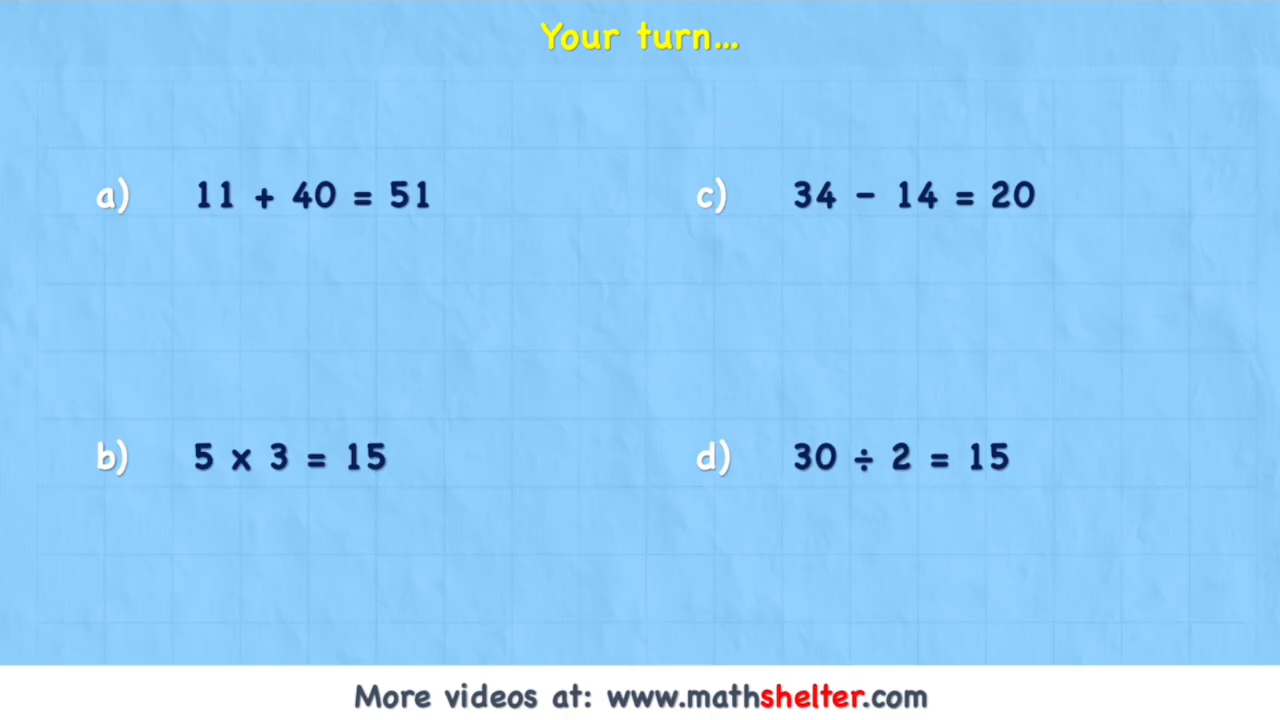 Your turn...
a) 11 + 40 = 51
b) 5 x 3 = 15
c) 34 - 14 = 20
d) 30 ÷ 2 = 15
More videos at: www.mathshelter.com